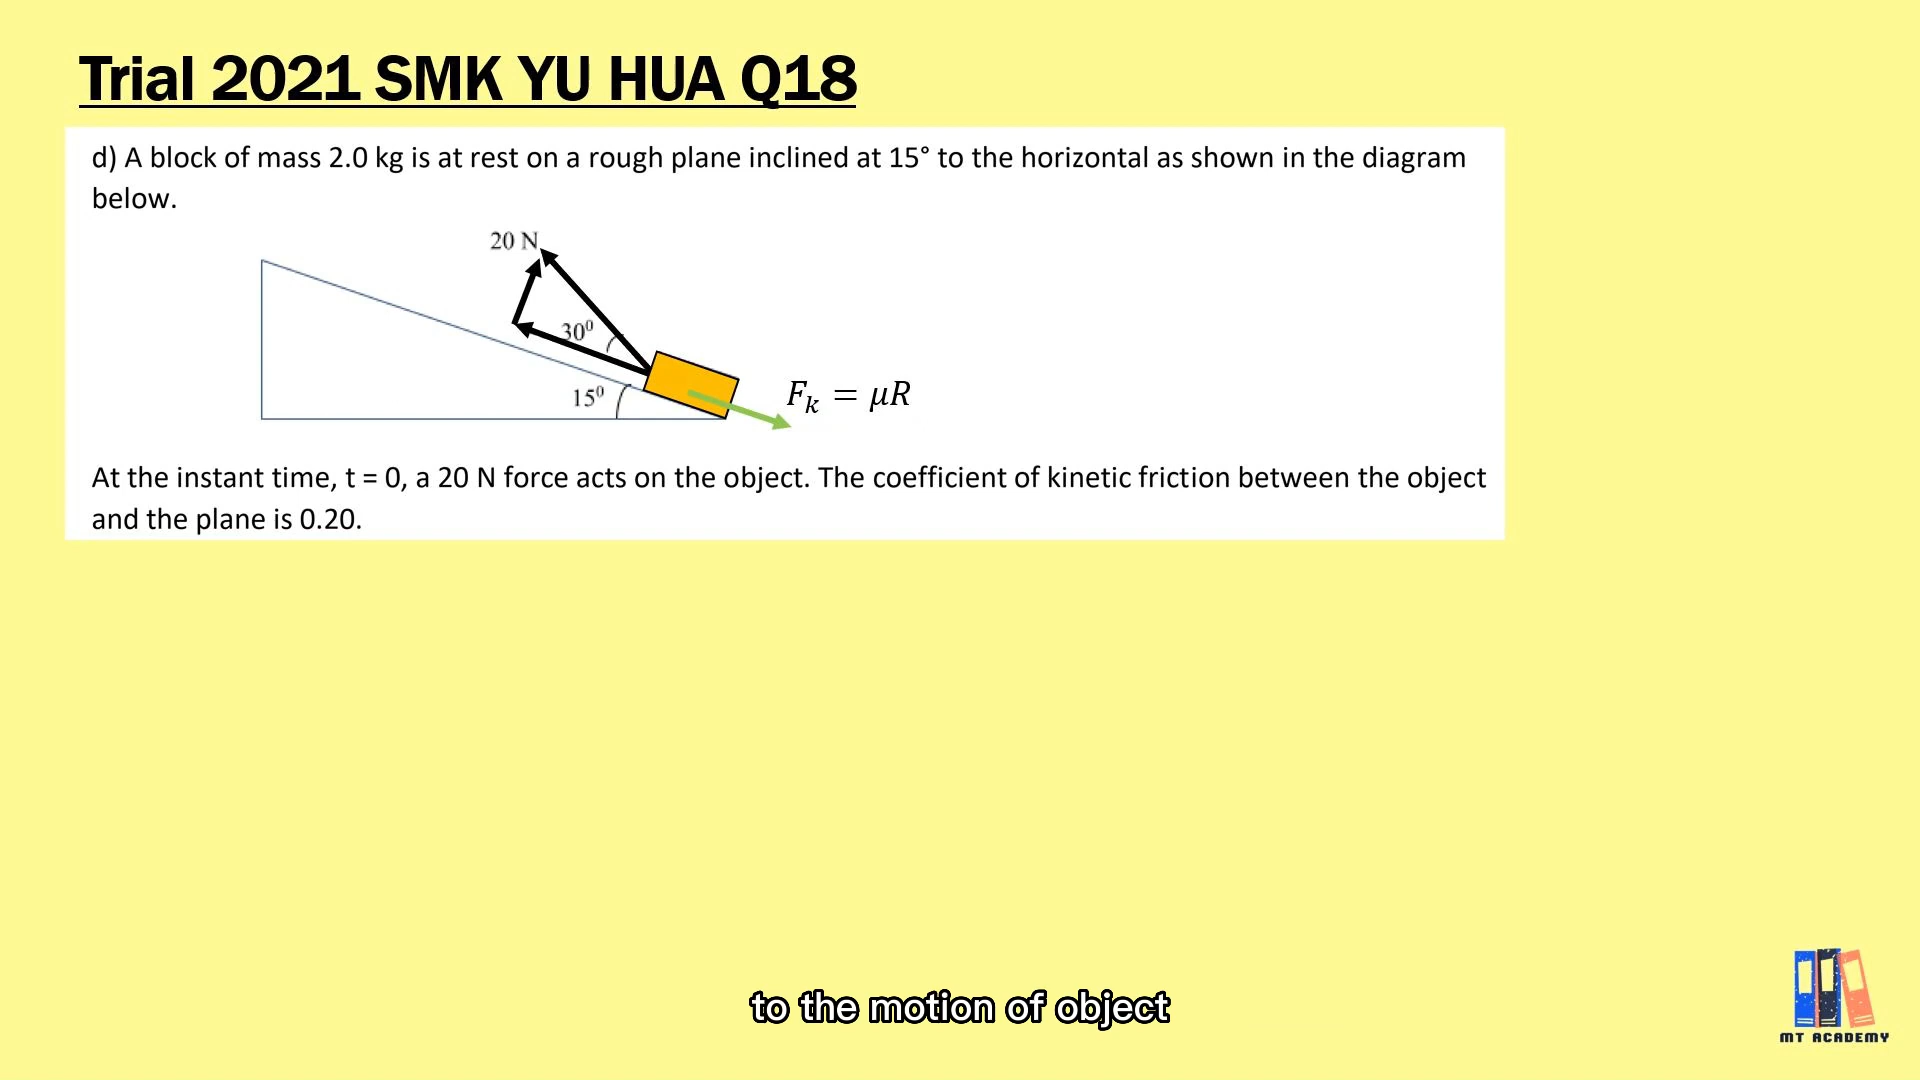 Trial 2021 SMK YU HUA Q18
d) A block of mass 2.0 kg is at rest on a rough plane inclined at 15° to the horizontal as shown in the diagram
below.
20 N
30⁰
15⁰
F_k = μR
At the instant time, t = 0, a 20 N force acts on the object. The coefficient of kinetic friction between the object
and the plane is 0.20.
to the motion of object
MT ACADEMY